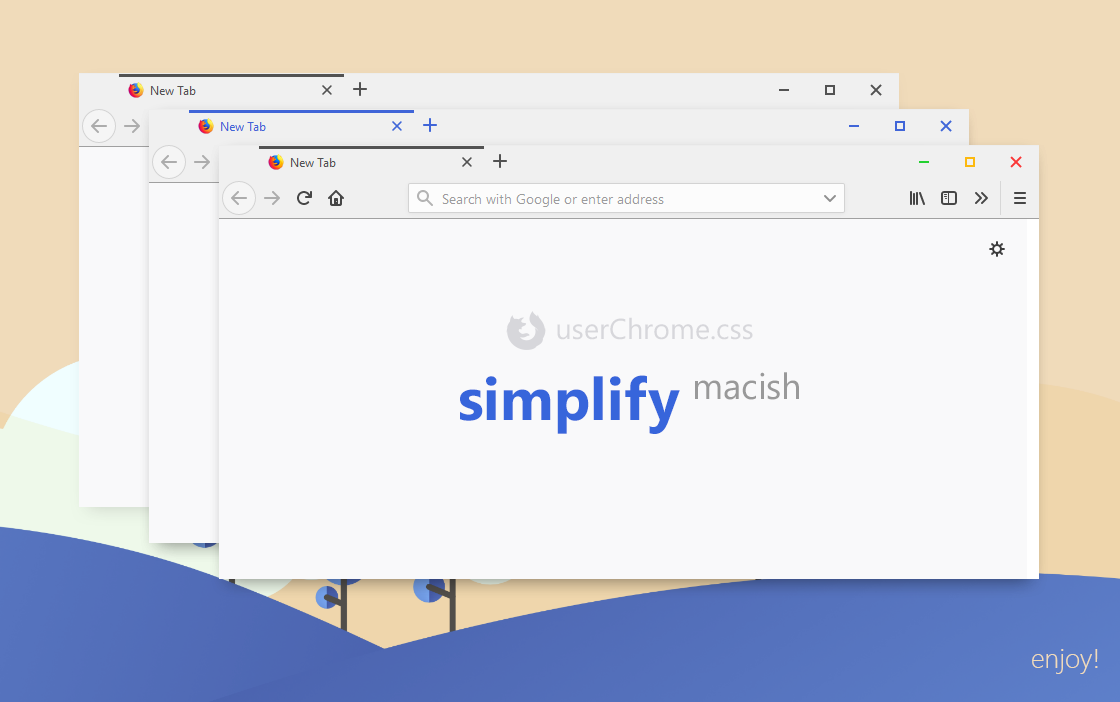 New Tab
New Tab
New Tab
Search with Google or enter address
userChrome.css
simplify macish
enjoy!